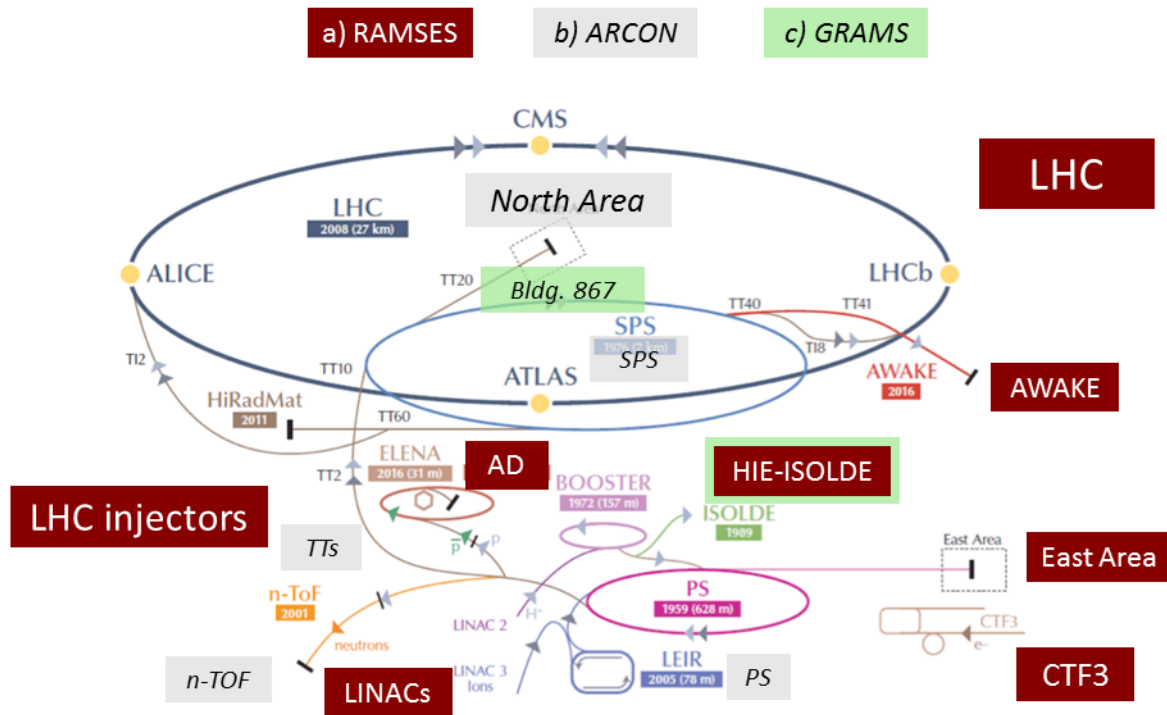 a) RAMSES
b) ARCON
c) GRAMS
CMS
LHC
North Area
LHC
2008 (27 km)
ALICE
TT20
LHCb
Bldg. 867
TT40
TT41
SPS
SPS
TI2
TT10
TI8
ATLAS
AWAKE
2016
AWAKE
HiRadMat
2011
TT60
ELENA
2016 (31 m)
AD
TT2
BOOSTER
1972 (157 m)
HIE-ISOLDE
ISOLDE
1989
LHC injectors
TTs
p
p
East Area
East Area
n-ToF
2001
PS
1959 (628 m)
H+
LINAC 2
neutrons
CTF3
e-
LINAC 3
Ions
LEIR
2005 (78 m)
PS
n-TOF
LINACs
CTF3